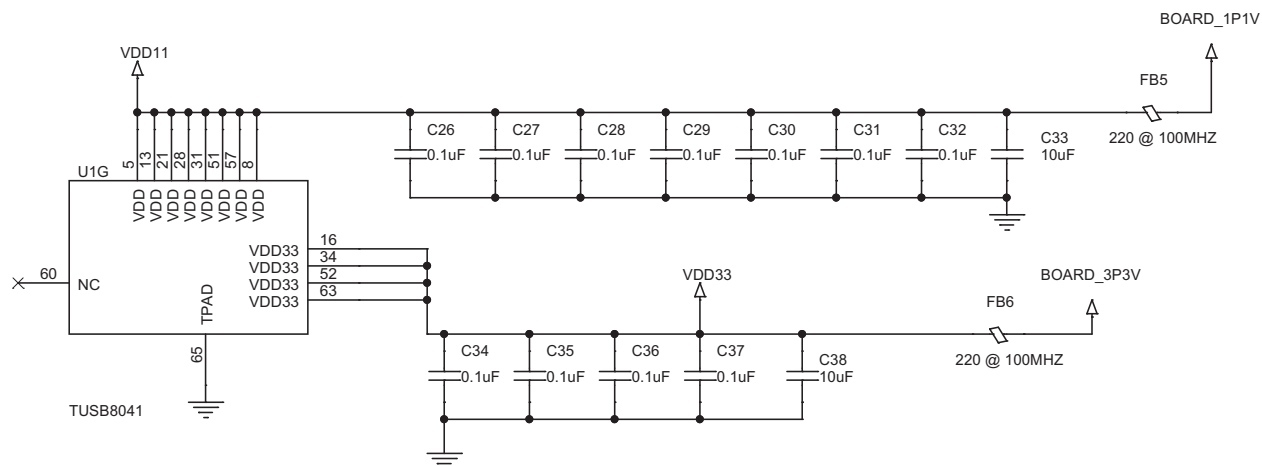 BOARD_1P1V
VDD11
FB5
220 @ 100MHZ
C26
0.1uF
C27
0.1uF
C28
0.1uF
C29
0.1uF
C30
0.1uF
C31
0.1uF
C32
0.1uF
C33
10uF
5
13
21
28
31
51
57
8
U1G
VDD
VDD
VDD
VDD
VDD
VDD
VDD
VDD
VDD33 16
VDD33 34
VDD33 52
VDD33 63
60 NC
TPAD
65
TUSB8041
VDD33
BOARD_3P3V
FB6
220 @ 100MHZ
C34
0.1uF
C35
0.1uF
C36
0.1uF
C37
0.1uF
C38
10uF